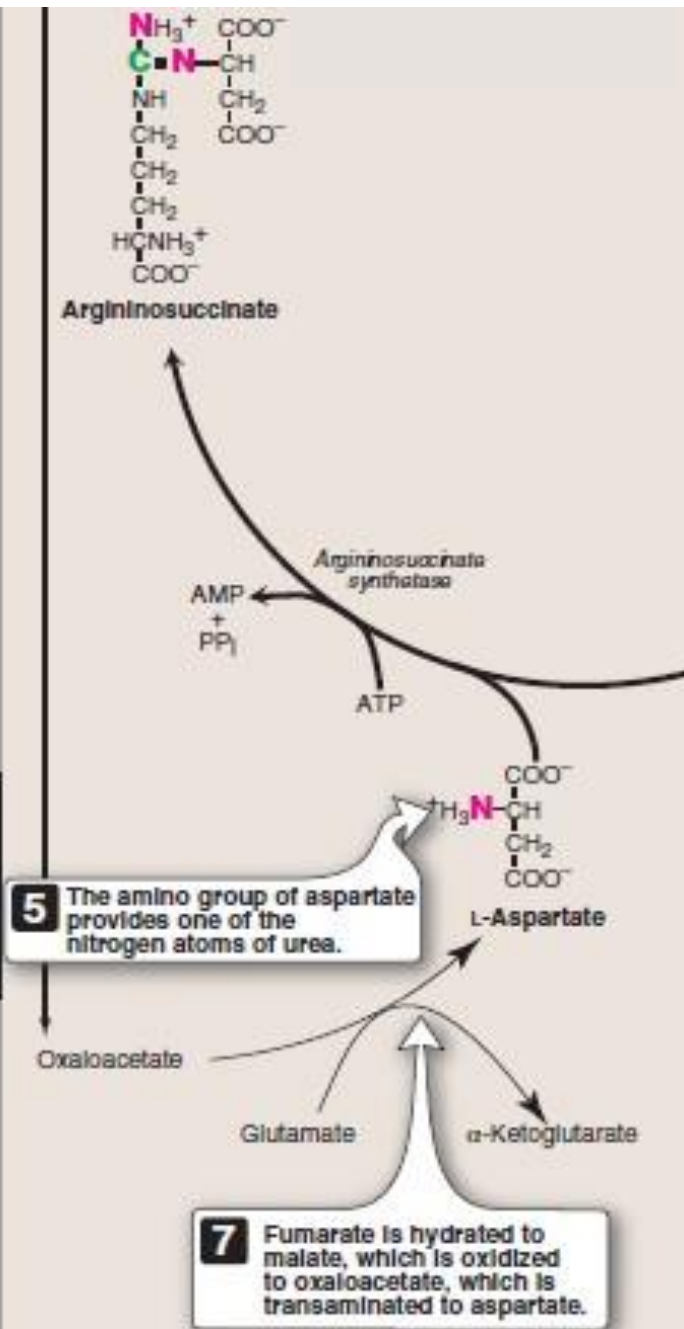 NH₃⁺ COO⁻
C=N—CH
NH CH₂
CH₂ COO⁻
CH₂
CH₂
HCNH₃⁺
COO⁻
Argininosuccinate
Argininosuccinate
synthetase
AMP
+
PPi
ATP
COO⁻
⁺H₃N—CH
CH₂
COO⁻
L-Aspartate
5 The amino group of aspartate
provides one of the
nitrogen atoms of urea.
Oxaloacetate
Glutamate
α-Ketoglutarate
7 Fumarate is hydrated to
malate, which is oxidized
to oxaloacetate, which is
transaminated to aspartate.